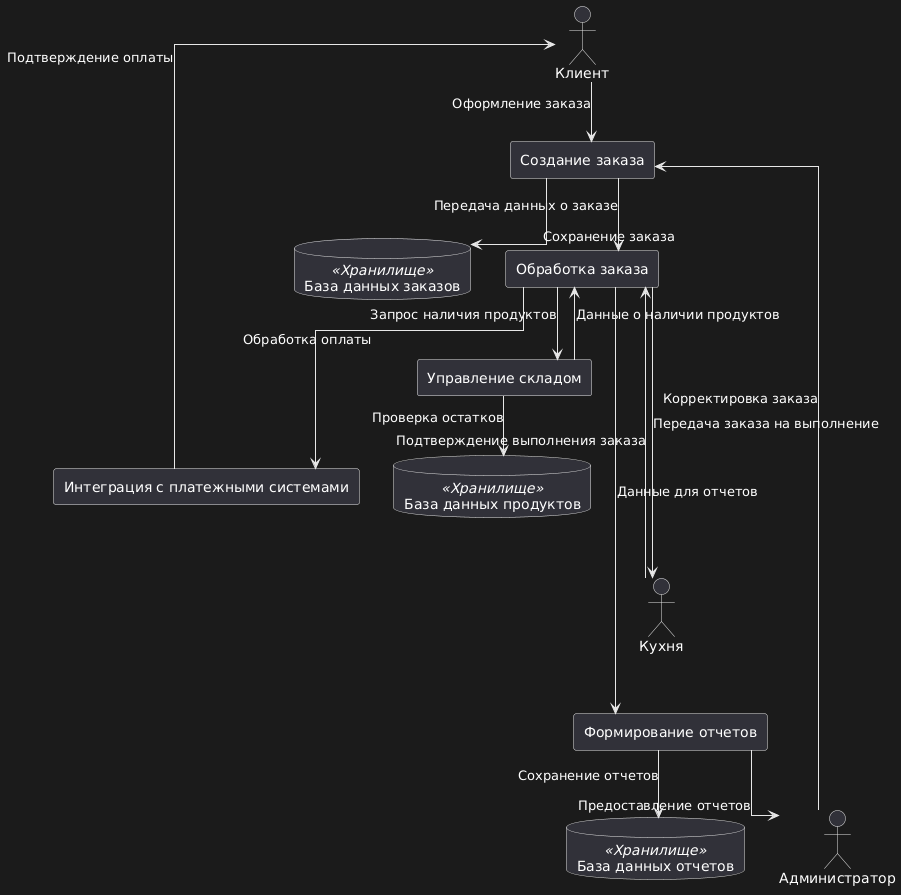 Подтверждение оплаты
Клиент
Оформление заказа
Создание заказа
Передача данных о заказе
Сохранение заказа
«Хранилище»
База данных заказов
Обработка заказа
Запрос наличия продуктов
Данные о наличии продуктов
Обработка оплаты
Управление складом
Корректировка заказа
Проверка остатков
Передача заказа на выполнение
Подтверждение выполнения заказа
Интеграция с платежными системами
«Хранилище»
База данных продуктов
Данные для отчетов
Кухня
Формирование отчетов
Сохранение отчетов
Предоставление отчетов
«Хранилище»
База данных отчетов
Администратор